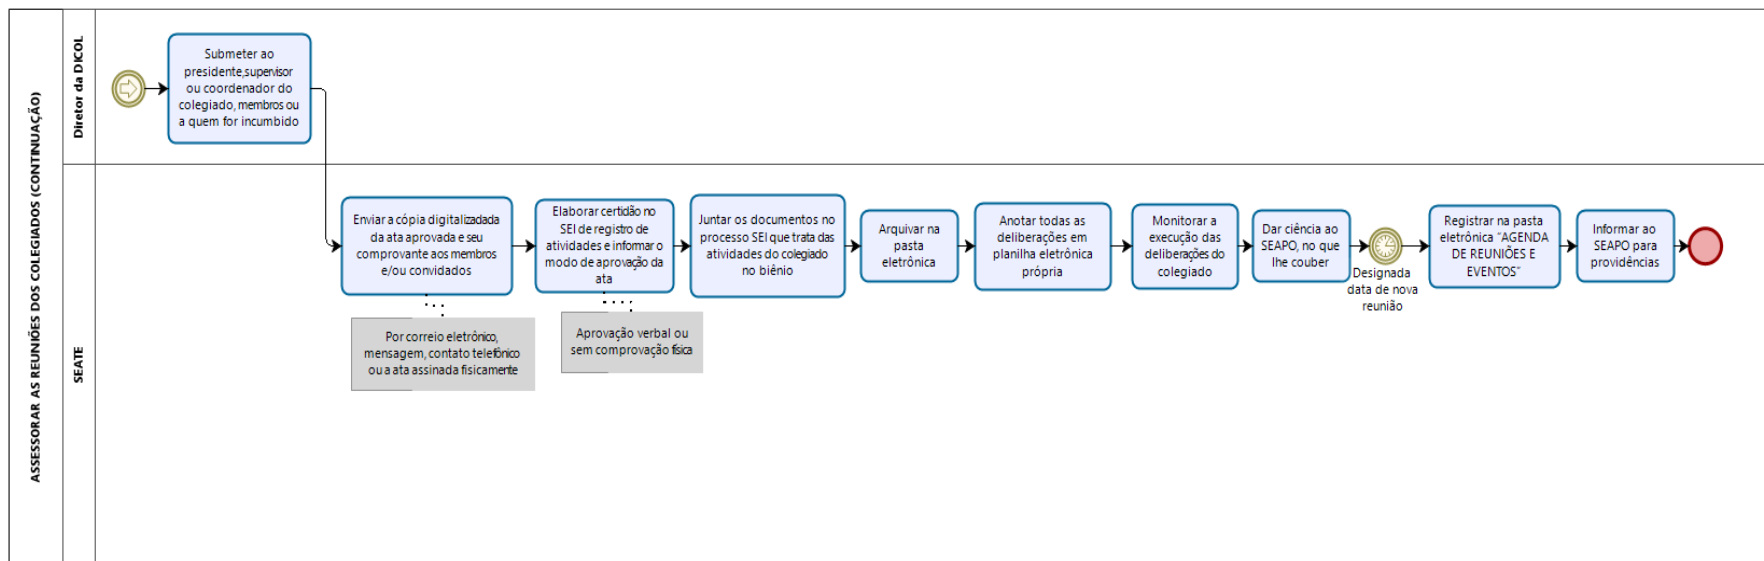 ASSESSORAR AS REUNIÕES DOS COLEGIADOS (CONTINUAÇÃO)
Diretor da DICOL
Submeter ao
presidente,supervisor
ou coordenador do
colegiado, membros ou
a quem for incumbido
SEATE
Enviar a cópia digitalizadada
da ata aprovada e seu
comprovante aos membros
e/ou convidados
Por correio eletrônico,
mensagem, contato telefônico
ou a ata assinada fisicamente
Elaborar certidão no
SEI de registro de
atividades e informar o
modo de aprovação da
ata
Aprovação verbal ou
sem comprovação física
Juntar os documentos no
processo SEI que trata das
atividades do colegiado
no biênio
Arquivar na
pasta
eletrônica
Anotar todas as
deliberações em
planilha eletrônica
própria
Monitorar a
execução das
deliberações do
colegiado
Dar ciência ao
SEAPO, no que
lhe couber
Designada
data de nova
reunião
Registrar na pasta
eletrônica "AGENDA
DE REUNIÕES E
EVENTOS"
Informar ao
SEAPO para
providências